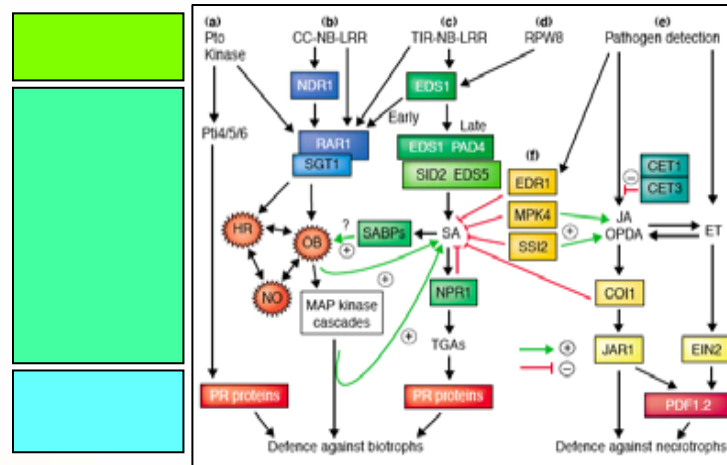 (a) (b) (c) (d) (e)
Pto Kinase
CC-NB-LRR
TIR-NB-LRR
RPW8
Pathogen detection
NDR1
EDS1
Early
Late
Pti4/5/6
RAR1
SGT1
EDS1 PAD4
SID2 EDS5
(f)
EDR1
MPK4
SSI2
CET1
CET3
⊖
HR
OB
NO
?
⊕
SABPs
SA
⊕
JA
OPDA
ET
⊕
MAP kinase
cascades
NPR1
COI1
⊕
TGAs
⊕
⊖
JAR1
EIN2
PR proteins
PR proteins
PDF1.2
Defence against biotrophs
Defence against necrotrophs